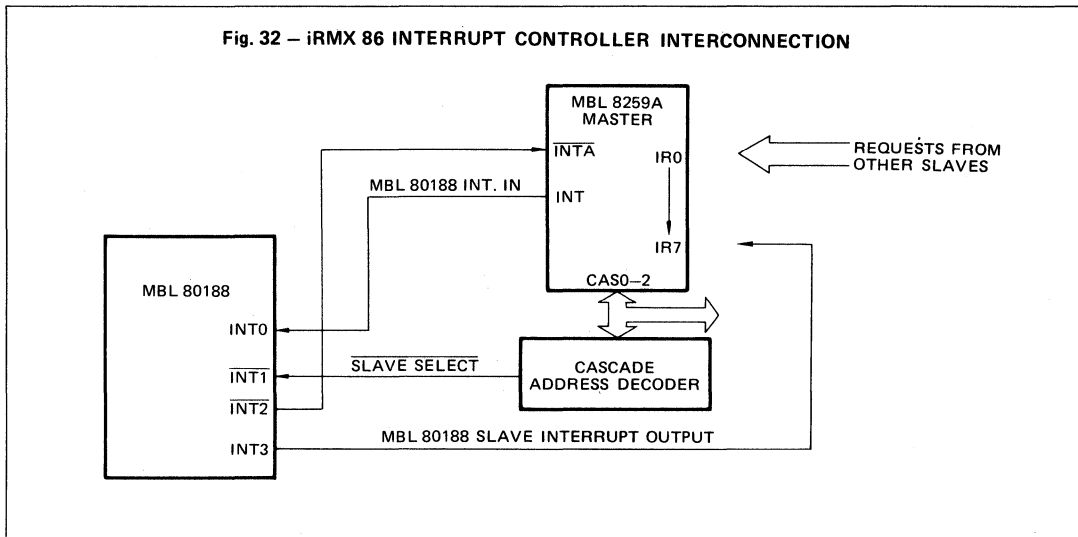 Fig. 32 – iRMX 86 INTERRUPT CONTROLLER INTERCONNECTION
MBL 8259A
MASTER
INTA
IR0
REQUESTS FROM
OTHER SLAVES
MBL 80188 INT. IN
INT
IR7
CAS0–2
MBL 80188
INT0
SLAVE SELECT
CASCADE
ADDRESS DECODER
INT1
INT2
MBL 80188 SLAVE INTERRUPT OUTPUT
INT3